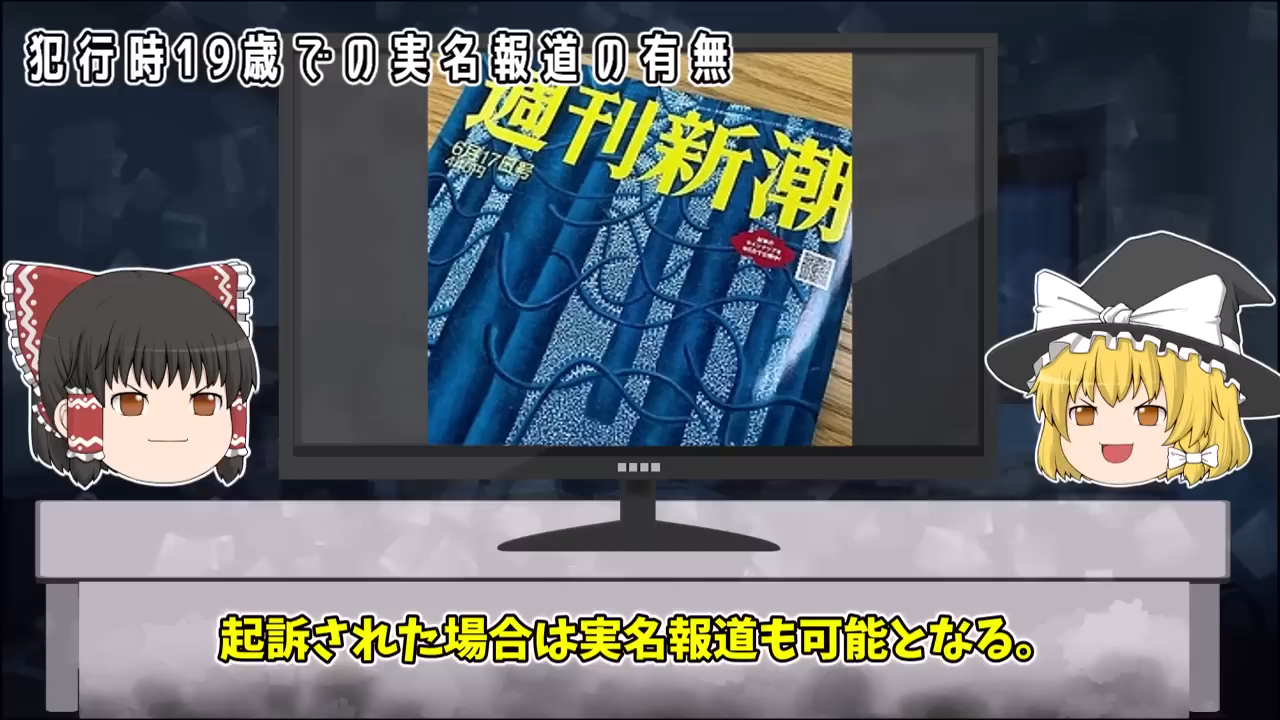 犯行時19歳での実名報道の有無
週刊新潮
6月17日号
起訴された場合は実名報道も可能となる。